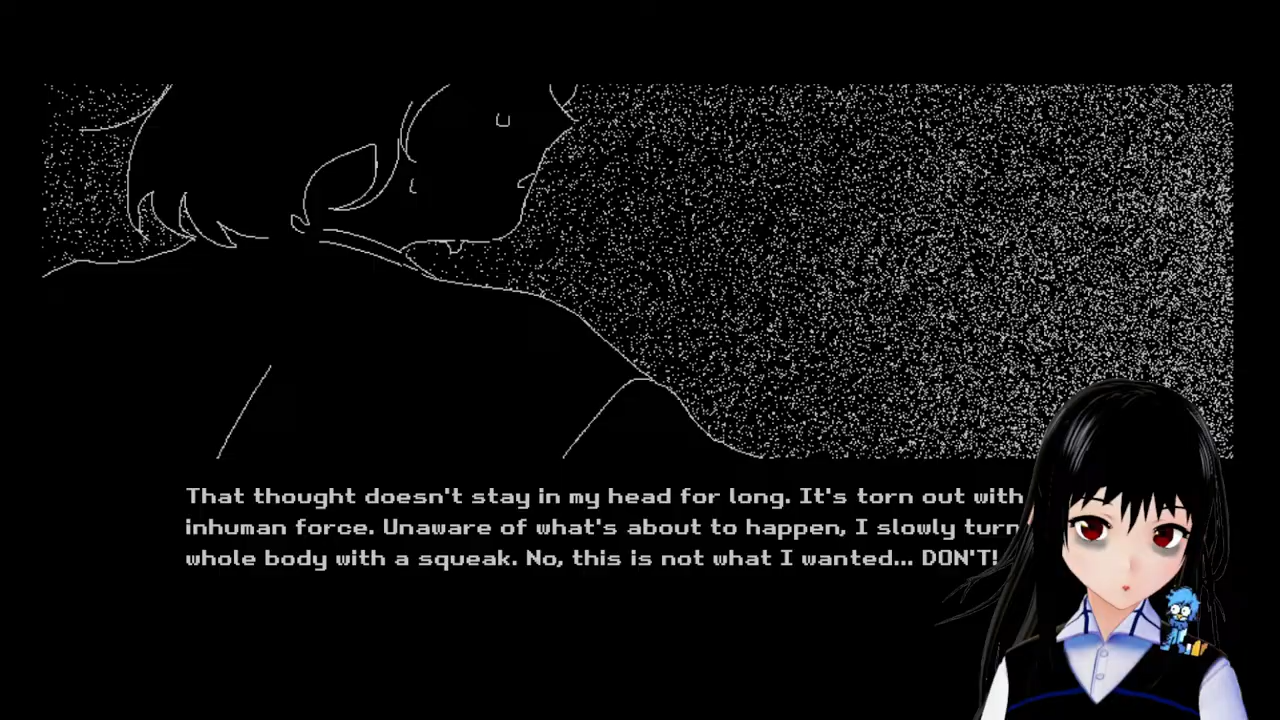 That thought doesn't stay in my head for long. It's torn out with
inhuman force. Unaware of what's about to happen, I slowly turn
whole body with a squeak. No, this is not what I wanted... DON'T!